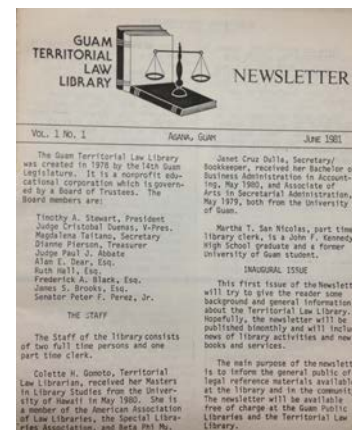 GUAM
TERRITORIAL
LAW
LIBRARY
NEWSLETTER
VOL. 1 NO. 1
AGANA, GUAM
JUNE 1981
The Guam Territorial Law Library
was created in 1978 by the 14th Guam
Legislature. It is a nonprofit edu-
cational corporation which is govern-
ed by a Board of Trustees. The
Board members are:
Timothy A. Stewart, President
Judge Cristobal Duenas, V-Pres.
Magdalena Taitano, Secretary
Dianne Pierson, Treasurer
Judge Paul J. Abbate
Alan E. Dear, Esq.
Ruth Hall, Esq.
Frederick A. Black, Esq.
James S. Brooks, Esq.
Senator Peter F. Perez, Jr.
THE STAFF
The Staff of the library consists
of two full time persons and one
part time clerk.
Colette H. Gomoto, Territorial
Law Librarian, received her Masters
in Library Studies from the Univer-
sity of Hawaii in May 1980. She is
a member of the American Association
of Law Libraries, the Special Libra-
ries Association, and Beta Phi Mu.
Janet Cruz Dulla, Secretary/
Bookkeeper, received her Bachelor o
Business Administration in Account-
ing, May 1980, and Associate of
Arts in Secretarial Administration,
May 1979, both from the University
of Guam.
Martha T. San Nicolas, part time
library clerk, is a John F. Kennedy
High School graduate and a former
University of Guam student.
INAUGURAL ISSUE
This first issue of the Newslett
will try to give the reader some
background and general information
about the Territorial Law Library.
Hopefully, the newsletter will be
published bimonthly and will inclu
news of library activities and new
books and services.
The main purpose of the newslett
is to inform the general public of
legal reference materials availab
at the library and in the communit
The newsletter will be available
free of charge at the Guam Public
Libraries and the Territorial Law
Library.